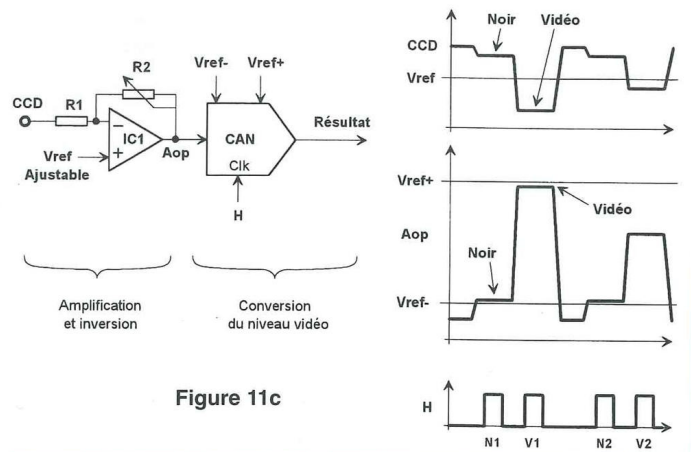 CCD
R1
R2
IC1
Aop
Vref
Ajustable
Vref-
Vref+
CAN
Clk
H
Résultat
Amplification
et inversion
Conversion
du niveau vidéo
Figure 11c
CCD
Vref
Noir
Vidéo
Vref+
Aop
Vref-
Noir
Vidéo
H
N1
V1
N2
V2